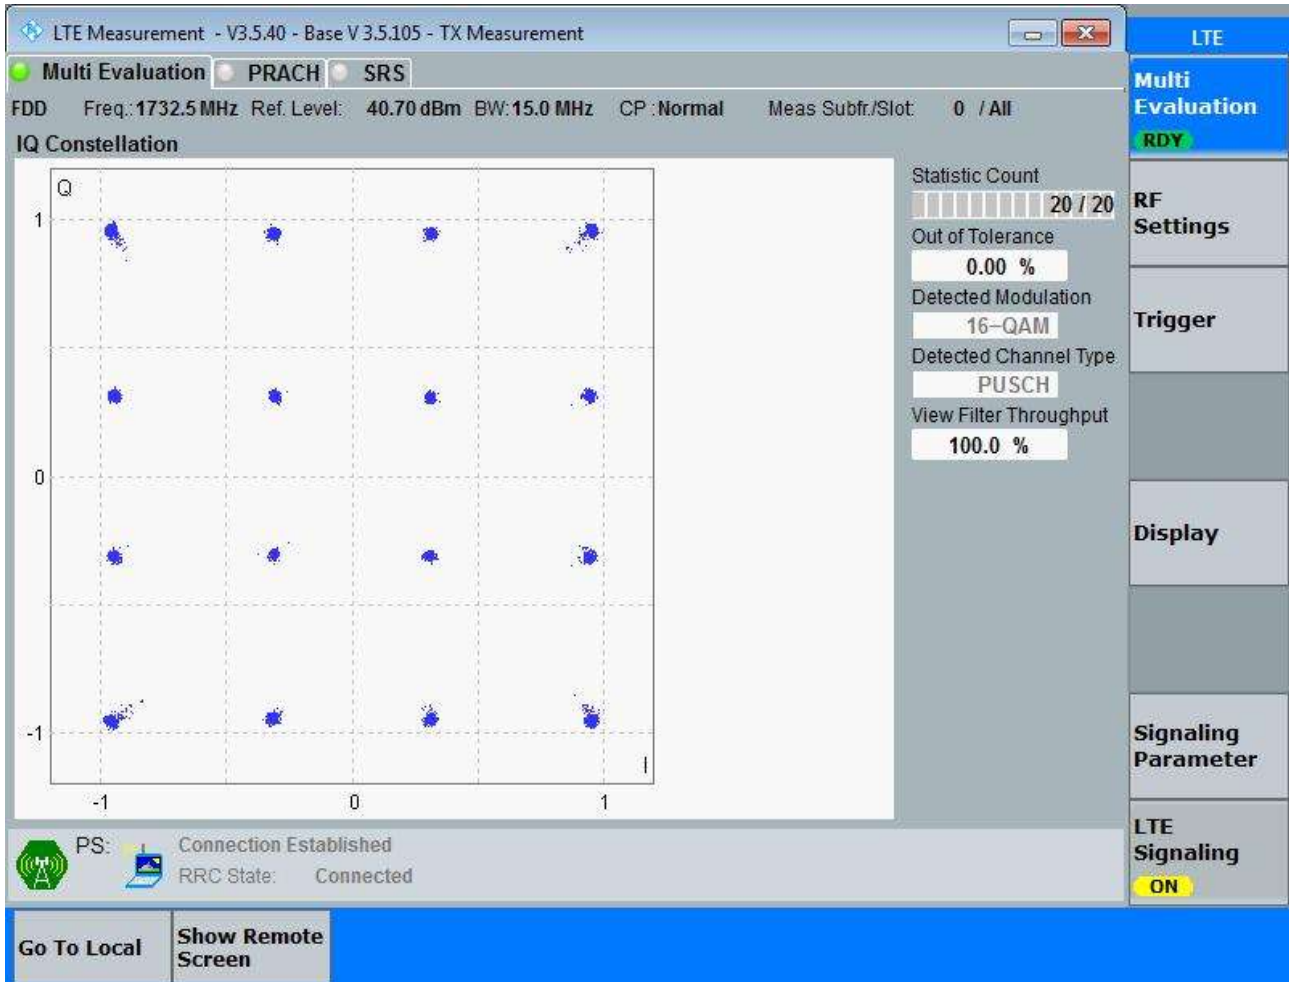 LTE Measurement - V3.5.40 - Base V 3.5.105 - TX Measurement
LTE
Multi Evaluation PRACH SRS
FDD Freq.: 1732.5 MHz Ref. Level: 40.70 dBm BW: 15.0 MHz CP : Normal Meas Subfr./Slot: 0 / All
IQ Constellation
Q
1
0
-1
I
-1 0 1
Statistic Count
20 / 20
Out of Tolerance
0.00 %
Detected Modulation
16-QAM
Detected Channel Type
PUSCH
View Filter Throughput
100.0 %
Multi
Evaluation
RDY
RF
Settings
Trigger
Display
Signaling
Parameter
LTE
Signaling
ON
PS: Connection Established
RRC State: Connected
Go To Local
Show Remote
Screen